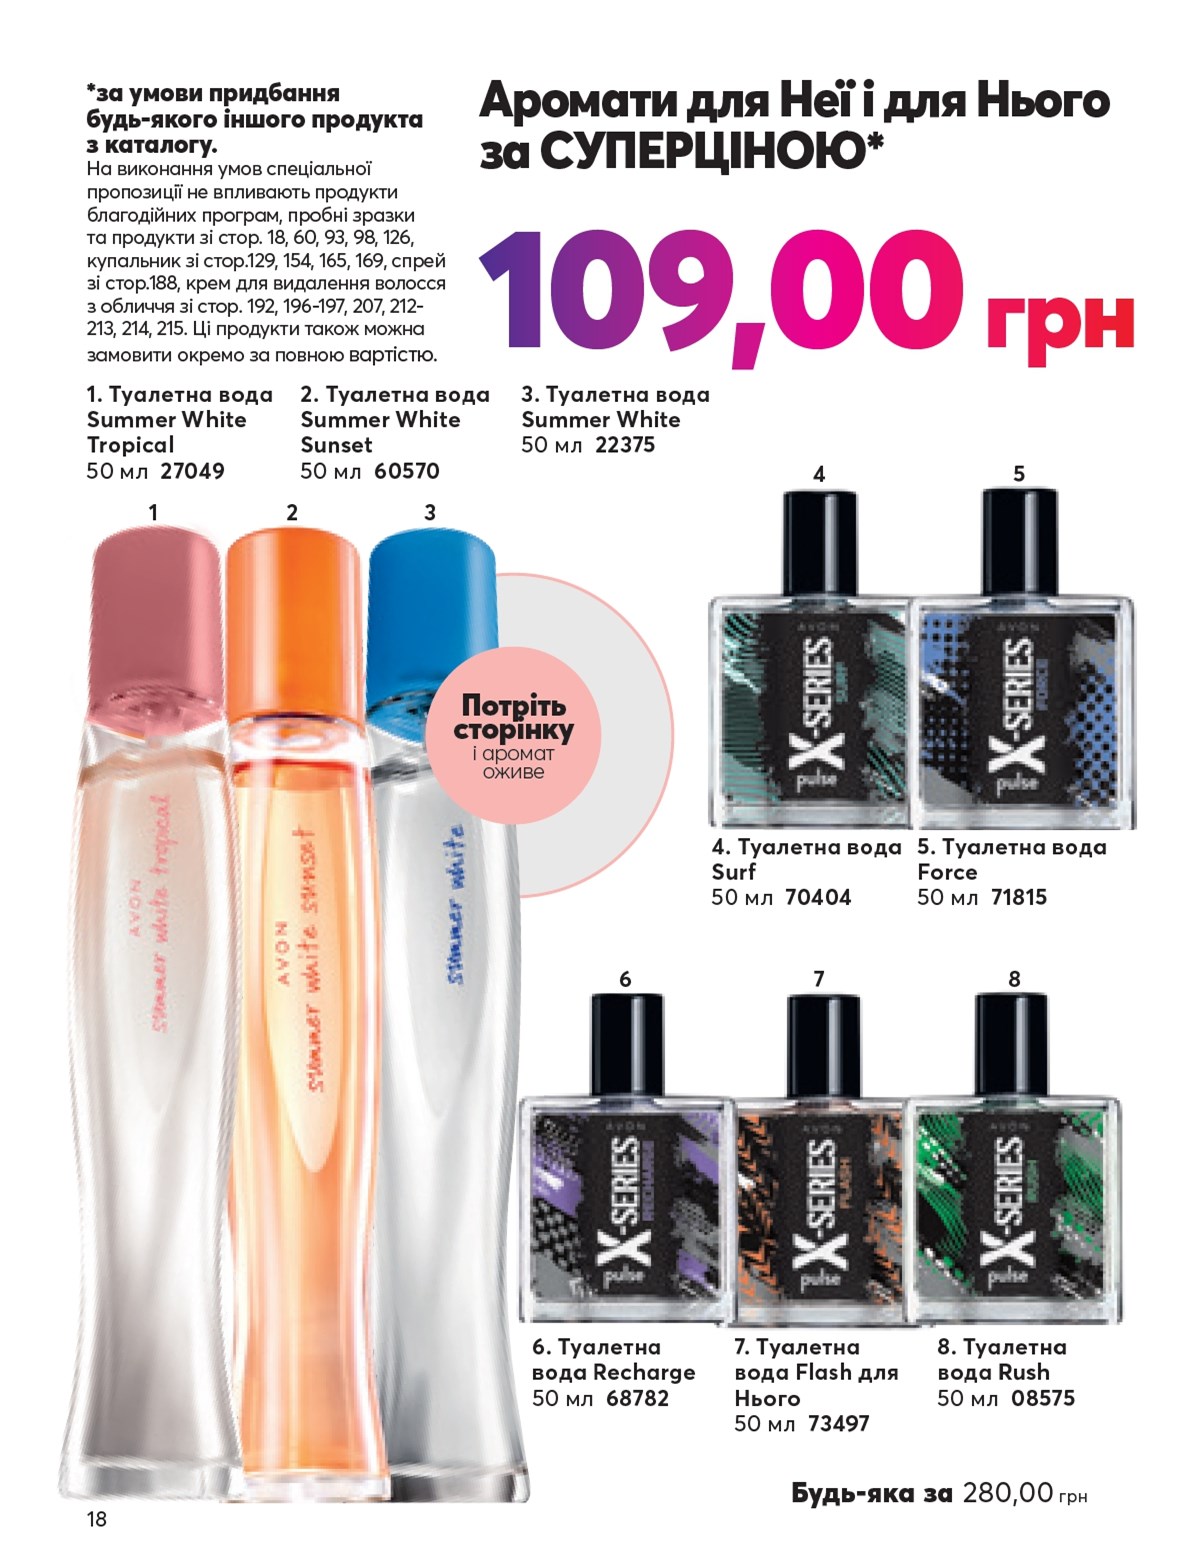 *за умови придбання
будь-якого іншого продукта
з каталогу.
На виконання умов спеціальної
пропозиції не впливають продукти
благодійних програм, пробні зразки
та продукти зі стор. 18, 60, 93, 98, 126,
купальник зі стор.129, 154, 165, 169, спрей
зі стор.188, крем для видалення волосся
з обличчя зі стор. 192, 196-197, 207, 212-
213, 214, 215. Ці продукти також можна
замовити окремо за повною вартістю.
Аромати для Неї і для Нього
за СУПЕРЦІНОЮ*
109,00 грн
1. Туалетна вода
Summer White
Tropical
50 мл 27049
2. Туалетна вода
Summer White
Sunset
50 мл 60570
3. Туалетна вода
Summer White
50 мл 22375
1
2
3
4
5
AVON
summer white tropical
AVON
summer white sunset
summer white
Потріть
сторінку
і аромат
оживе
AVON
X-SERIES
SURF
pulse
AVON
X-SERIES
FORCE
pulse
4. Туалетна вода
Surf
50 мл 70404
5. Туалетна вода
Force
50 мл 71815
6
7
8
AVON
X-SERIES
RECHARGE
pulse
AVON
X-SERIES
FLASH
pulse
AVON
X-SERIES
RUSH
pulse
6. Туалетна
вода Recharge
50 мл 68782
7. Туалетна
вода Flash для
Нього
50 мл 73497
8. Туалетна
вода Rush
50 мл 08575
Будь-яка за 280,00 грн
18